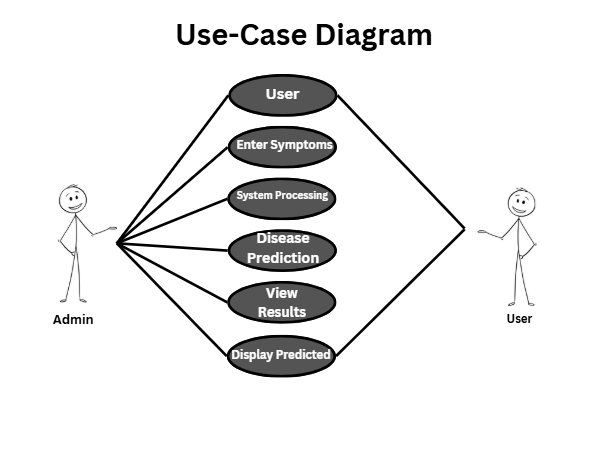 Use-Case Diagram
User
Enter Symptoms
System Processing
Disease
Prediction
View
Results
Display Predicted
Admin
User